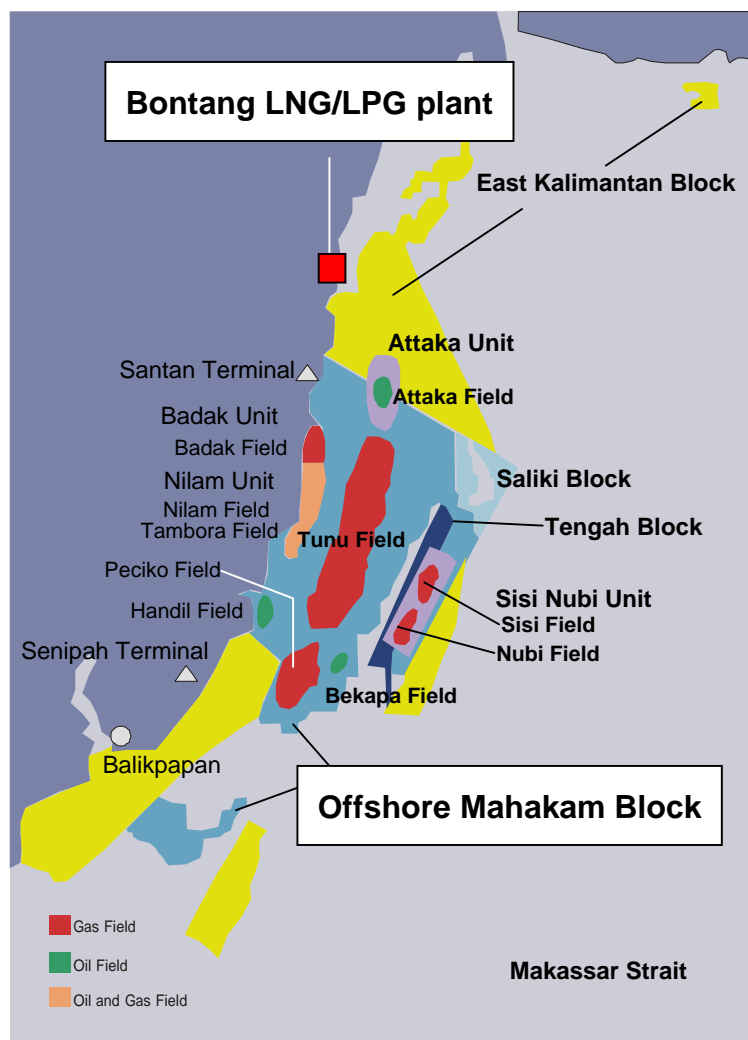 Bontang LNG/LPG plant
East Kalimantan Block
Attaka Unit
Santan Terminal
Attaka Field
Badak Unit
Badak Field
Nilam Unit
Saliki Block
Nilam Field
Tambora Field
Tunu Field
Tengah Block
Peciko Field
Handil Field
Sisi Nubi Unit
Sisi Field
Senipah Terminal
Nubi Field
Bekapa Field
Balikpapan
Offshore Mahakam Block
Gas Field
Oil Field
Oil and Gas Field
Makassar Strait